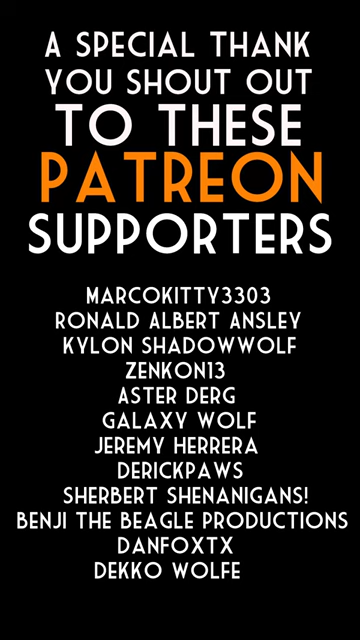 A SPECIAL THANK
YOU SHOUT OUT
TO THESE
PATREON
SUPPORTERS
MARCOKITTY3303
RONALD ALBERT ANSLEY
KYLON SHADOWWOLF
ZENKON13
ASTER DERG
GALAXY WOLF
JEREMY HERRERA
DERICKPAWS
SHERBERT SHENANIGANS!
BENJI THE BEAGLE PRODUCTIONS
DANFOXTX
DEKKO WOLFE